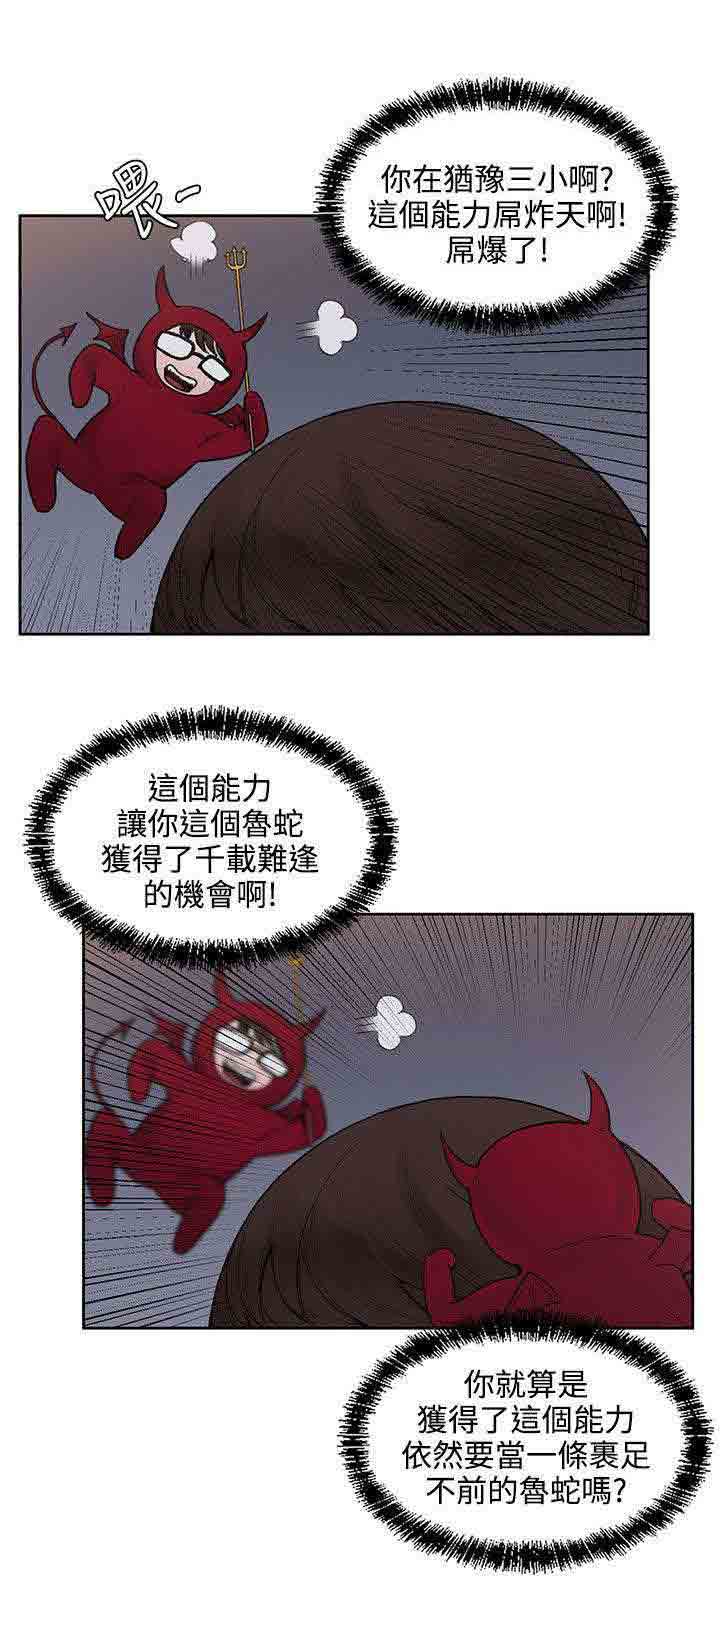 喂~
你在猶豫三小啊?
這個能力屌炸天啊!
屌爆了!
這個能力
讓你這個魯蛇
獲得了千載難逢
的機會啊!
你就算是
獲得了這個能力
依然要當一條裹足
不前的魯蛇嗎?